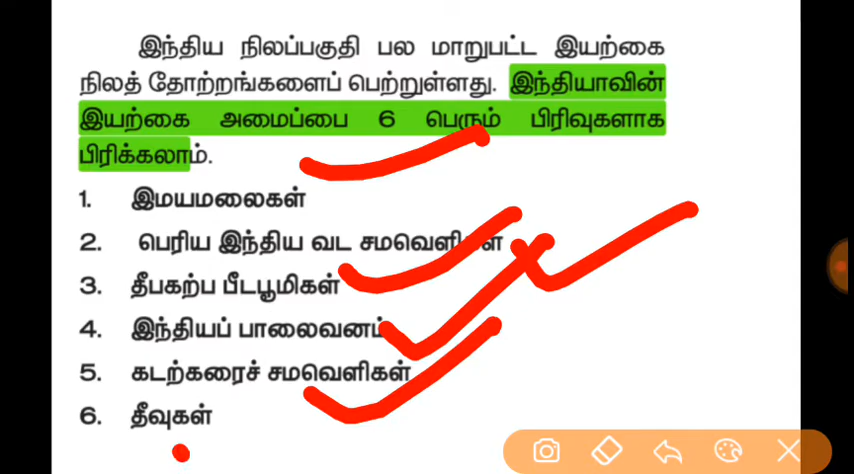 இந்திய நிலப்பகுதி பல மாறுபட்ட இயற்கை
நிலத் தோற்றங்களைப் பெற்றுள்ளது. இந்தியாவின்
இயற்கை அமைப்பை 6 பெரும் பிரிவுகளாக
பிரிக்கலாம்.
1. இமயமலைகள்
2. பெரிய இந்திய வட சமவெளிகள்
3. தீபகற்ப பீடபூமிகள்
4. இந்தியப் பாலைவனம்
5. கடற்கரைச் சமவெளிகள்
6. தீவுகள்